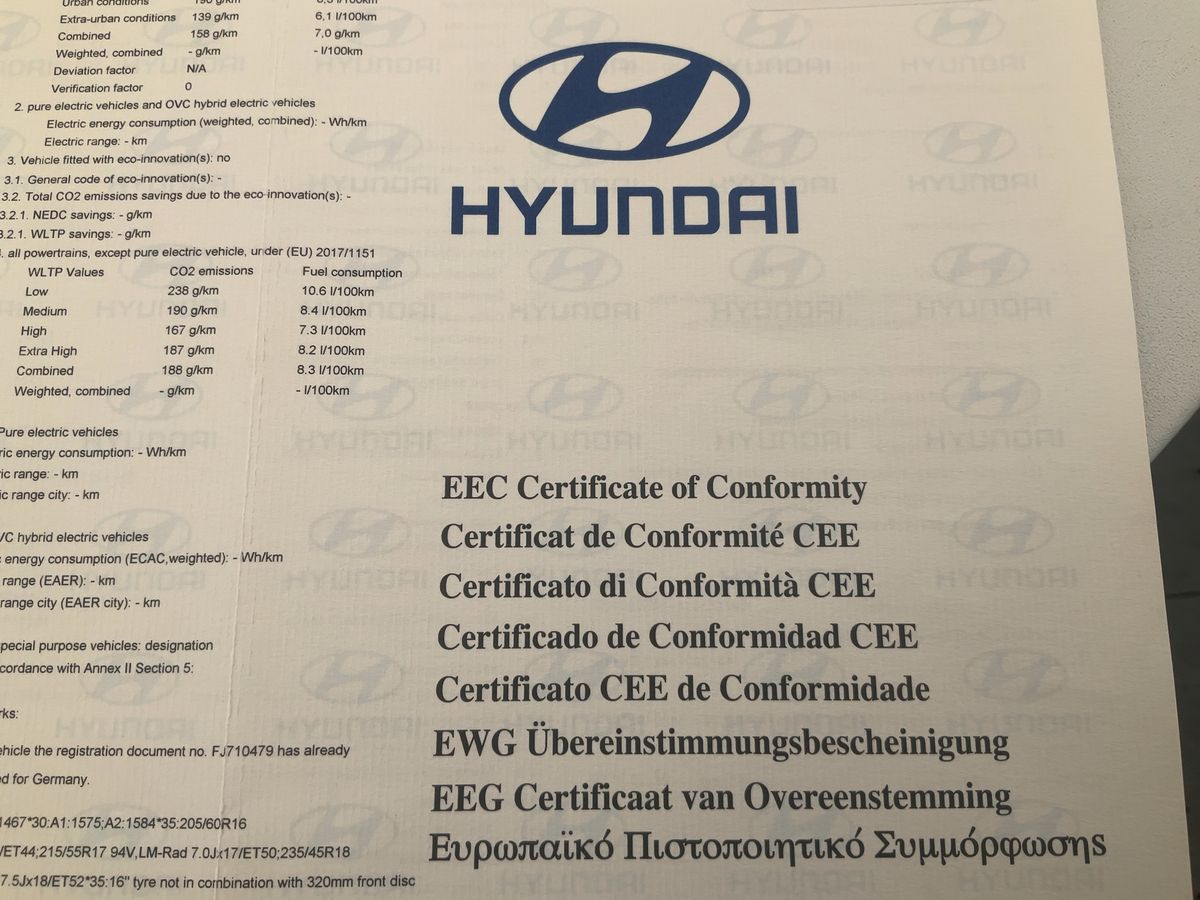 Urban conditions 190 g/km
Extra-urban conditions 139 g/km 6,1 l/100km
Combined 158 g/km 7,0 g/km
Weighted, combined - g/km - l/100km
Deviation factor N/A
Verification factor 0
2. pure electric vehicles and OVC hybrid electric vehicles
Electric energy consumption (weighted, combined): - Wh/km
Electric range: - km
3. Vehicle fitted with eco-innovation(s): no
3.1. General code of eco-innovation(s): -
3.2. Total CO2 emissions savings due to the eco-innovation(s): -
3.2.1. NEDC savings: - g/km
3.2.1. WLTP savings: - g/km
. all powertrains, except pure electric vehicle, under (EU) 2017/1151
WLTP Values CO2 emissions Fuel consumption
Low 238 g/km 10.6 l/100km
Medium 190 g/km 8.4 l/100km
High 167 g/km 7.3 l/100km
Extra High 187 g/km 8.2 l/100km
Combined 188 g/km 8.3 l/100km
Weighted, combined - g/km - l/100km
Pure electric vehicles
ric energy consumption: - Wh/km
ric range: - km
ic range city: - km
VC hybrid electric vehicles
energy consumption (ECAC,weighted): - Wh/km
range (EAER): - km
range city (EAER city): - km
special purpose vehicles: designation
cordance with Annex II Section 5:
rks:
ehicle the registration document no. FJ710479 has already
ed for Germany.
1467*30:A1:1575;A2:1584*35:205/60R16
/ET44;215/55R17 94V,LM-Rad 7.0Jx17/ET50;235/45R18
7.5Jx18/ET52*35:16" tyre not in combination with 320mm front disc
HYUNDAI
EEC Certificate of Conformity
Certificat de Conformité CEE
Certificato di Conformità CEE
Certificado de Conformidad CEE
Certificato CEE de Conformidade
EWG Übereinstimmungsbescheinigung
EEG Certificaat van Overeenstemming
Ευρωπαϊκό Πιστοποιητικό Συμμόρφωσης